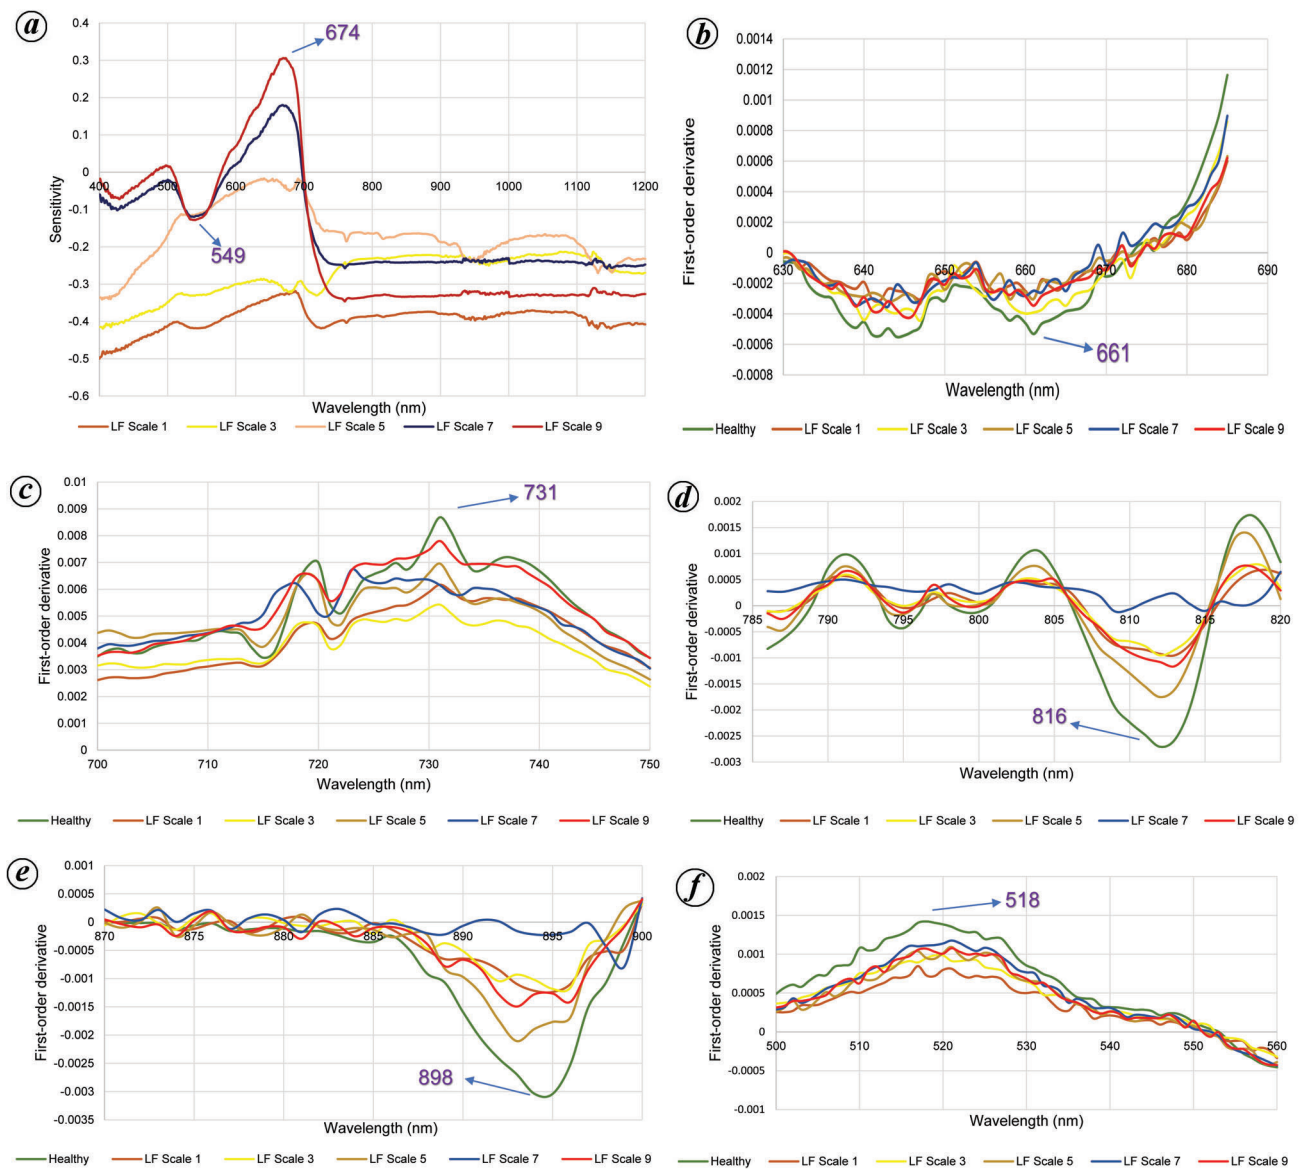 a
0.4
0.3
0.2
0.1
0
-0.1
-0.2
-0.3
-0.4
-0.5
-0.6
Sensitivity
674
549
400 500 600 700 800 900 1000 1100 1200
Wavelength (nm)
LF Scale 1 LF Scale 3 LF Scale 5 LF Scale 7 LF Scale 9
b
0.0014
0.0012
0.001
0.0008
0.0006
0.0004
0.0002
0
-0.0002
-0.0004
-0.0006
-0.0008
First-order derivative
630 640 650 660 670 680 690
661
Wavelength (nm)
Healthy LF Scale 1 LF Scale 3 LF Scale 5 LF Scale 7 LF Scale 9
c
0.01
0.009
0.008
0.007
0.006
0.005
0.004
0.003
0.002
0.001
0
First-order derivative
731
700 710 720 730 740 750
Wavelength (nm)
Healthy LF Scale 1 LF Scale 3 LF Scale 5 LF Scale 7 LF Scale 9
d
0.002
0.0015
0.001
0.0005
0
-0.0005
-0.001
-0.0015
-0.002
-0.0025
-0.003
First-order derivative
785 790 795 800 805 810 815 820
816
Wavelength (nm)
Healthy LF Scale 1 LF Scale 3 LF Scale 5 LF Scale 7 LF Scale 9
e
0.001
0.0005
0
-0.0005
-0.001
-0.0015
-0.002
-0.0025
-0.003
-0.0035
First-order derivative
870 875 880 885 890 895 900
898
Wavelength (nm)
Healthy LF Scale 1 LF Scale 3 LF Scale 5 LF Scale 7 LF Scale 9
f
0.002
0.0015
0.001
0.0005
0
-0.0005
-0.001
First-order derivative
518
500 510 520 530 540 550 560
Wavelength (nm)
Healthy LF Scale 1 LF Scale 3 LF Scale 5 LF Scale 7 LF Scale 9